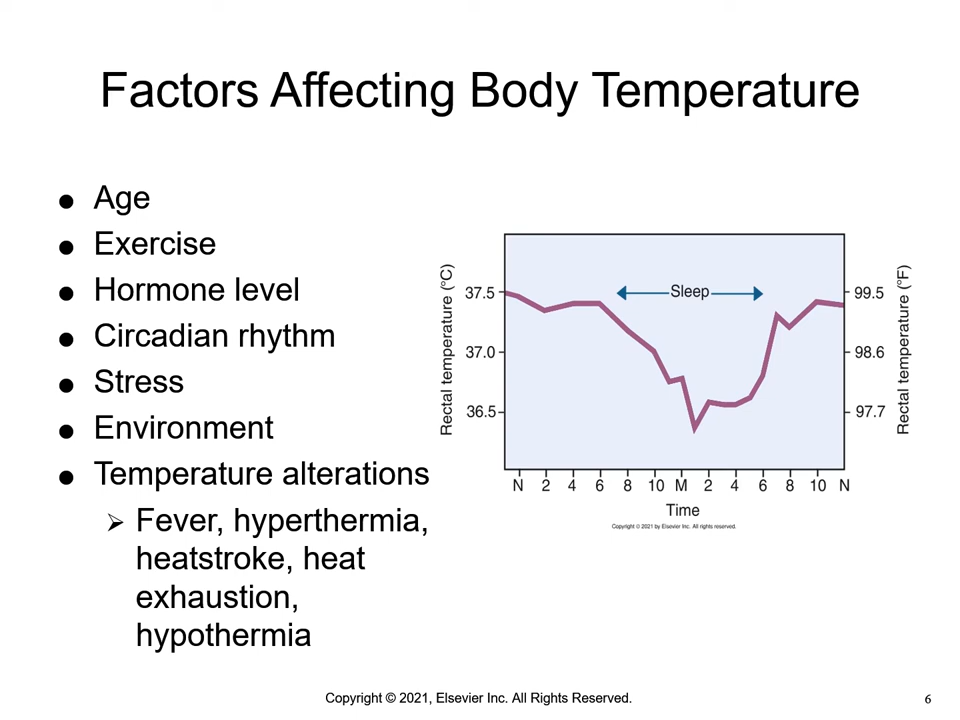 Factors Affecting Body Temperature
● Age
● Exercise
● Hormone level
● Circadian rhythm
● Stress
● Environment
● Temperature alterations
➢ Fever, hyperthermia,
heatstroke, heat
exhaustion,
hypothermia
Rectal temperature (°C)
37.5
37.0
36.5
Sleep
99.5
98.6
97.7
Rectal temperature (°F)
N 2 4 6 8 10 M 2 4 6 8 10 N
Time
Copyright © 2021 by Elsevier Inc. All rights reserved.
Copyright © 2021, Elsevier Inc. All Rights Reserved.
6